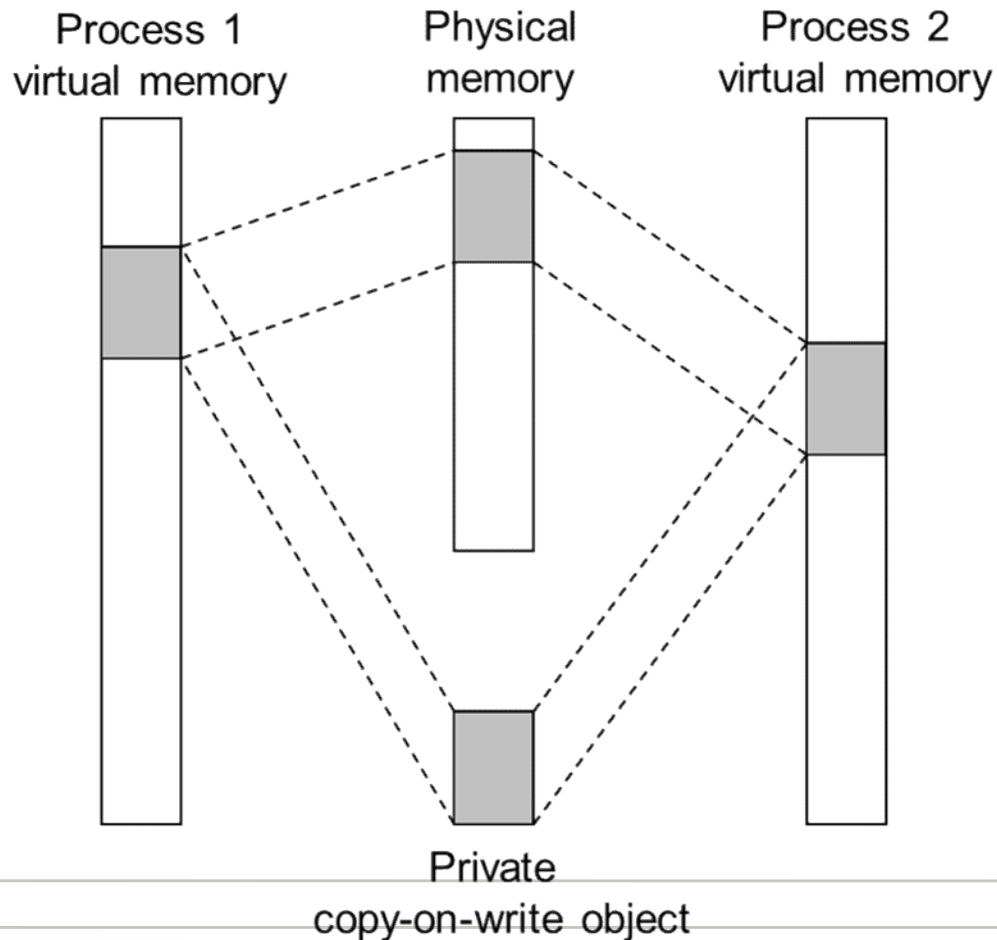 Process 1
virtual memory
Physical
memory
Process 2
virtual memory
Private
copy-on-write object